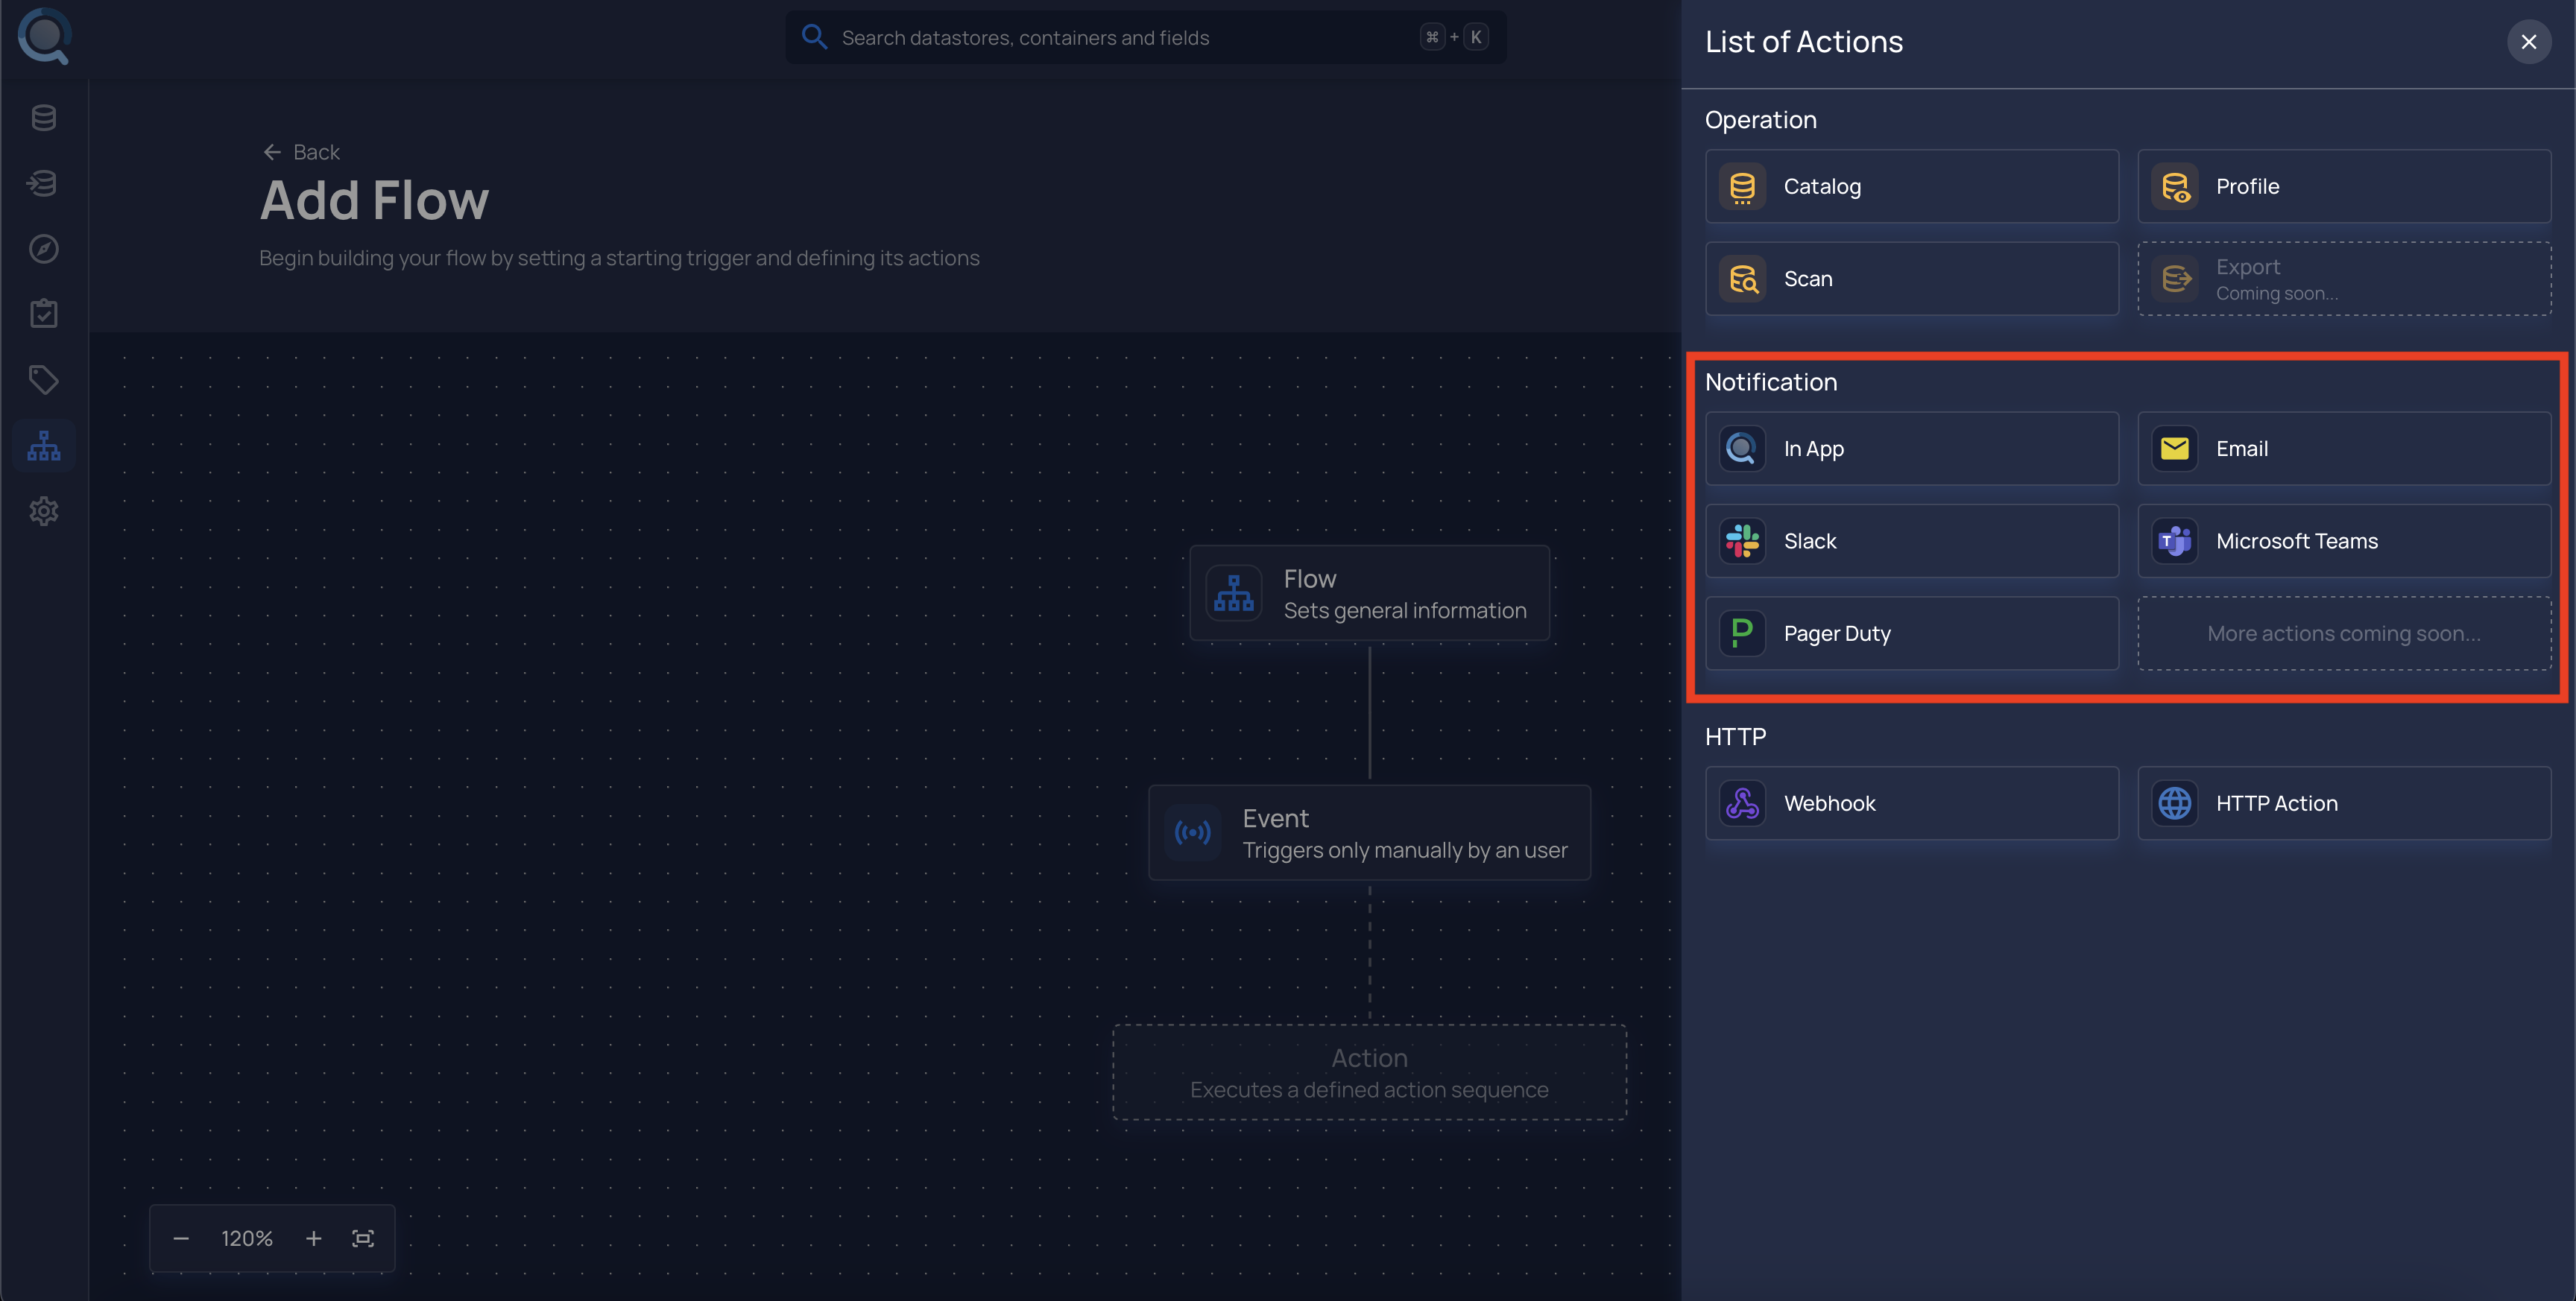 Search datastores, containers and fields
⌘ + K
Back
Add Flow
Begin building your flow by setting a starting trigger and defining its actions
Flow
Sets general information
Event
Triggers only manually by an user
Action
Executes a defined action sequence
120%
List of Actions
Operation
Catalog
Profile
Scan
Export
Coming soon...
Notification
In App
Email
Slack
T
Microsoft Teams
P
Pager Duty
More actions coming soon...
HTTP
Webhook
HTTP Action